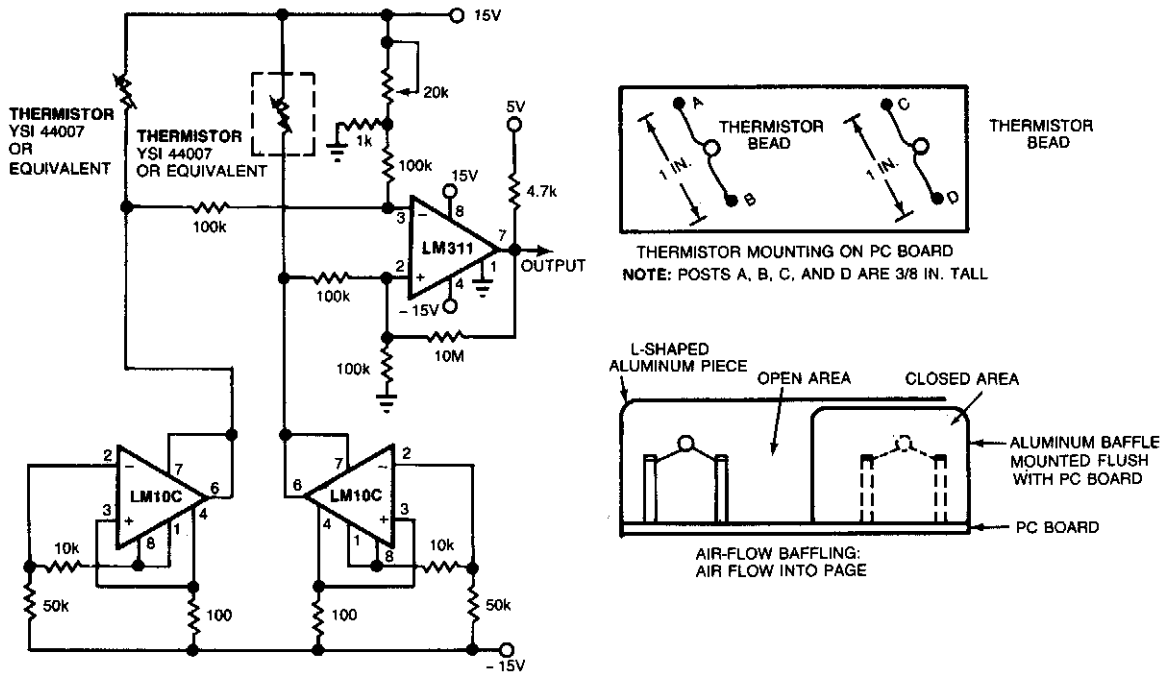 15V
THERMISTOR
YSI 44007
OR
EQUIVALENT
THERMISTOR
YSI 44007
OR EQUIVALENT
20k
1k
100k
5V
4.7k
15V
100k
3
-
8
7
LM311
1
OUTPUT
2
+
4
- 15V
100k
10M
100k
2
-
7
LM10C
6
3
+
8
1
4
10k
50k
100
7
2
-
6
LM10C
4
+
3
1
8
10k
100
50k
- 15V
A
THERMISTOR
BEAD
1 IN.
B
C
THERMISTOR
BEAD
1 IN.
D
THERMISTOR MOUNTING ON PC BOARD
NOTE: POSTS A, B, C, AND D ARE 3/8 IN. TALL
L-SHAPED
ALUMINUM PIECE
OPEN AREA
CLOSED AREA
ALUMINUM BAFFLE
MOUNTED FLUSH
WITH PC BOARD
PC BOARD
AIR-FLOW BAFFLING:
AIR FLOW INTO PAGE